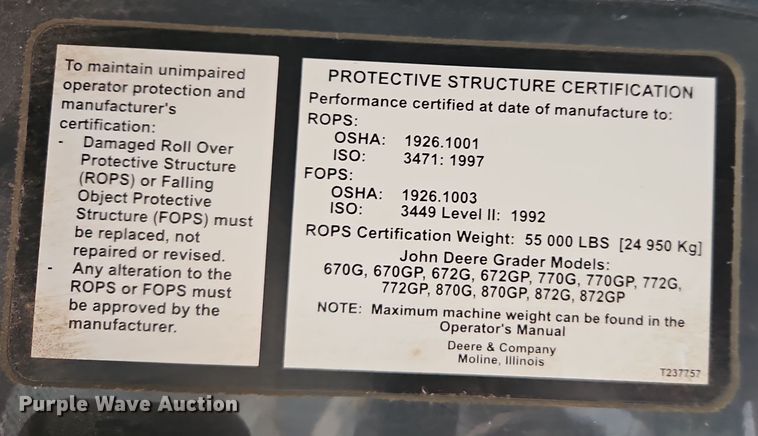 To maintain unimpaired
operator protection and
manufacturer's
certification:
- Damaged Roll Over
Protective Structure
(ROPS) or Falling
Object Protective
Structure (FOPS) must
be replaced, not
repaired or revised.
- Any alteration to the
ROPS or FOPS must
be approved by the
manufacturer.
PROTECTIVE STRUCTURE CERTIFICATION
Performance certified at date of manufacture to:
ROPS:
OSHA: 1926.1001
ISO: 3471: 1997
FOPS:
OSHA: 1926.1003
ISO: 3449 Level II: 1992
ROPS Certification Weight: 55 000 LBS [24 950 Kg]
John Deere Grader Models:
670G, 670GP, 672G, 672GP, 770G, 770GP, 772G,
772GP, 870G, 870GP, 872G, 872GP
NOTE: Maximum machine weight can be found in the
Operator's Manual
Deere & Company
Moline, Illinois
T237757
Purple Wave Auction